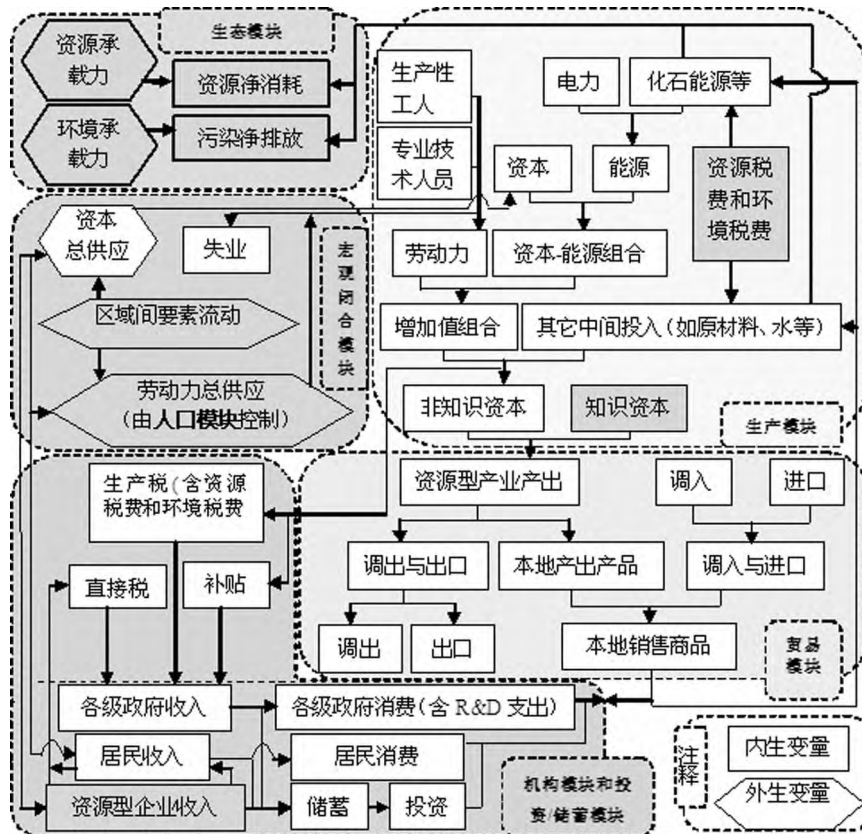 生态模块
资源承
载力
资源净消耗
环境承
载力
污染净排放
生产性
工人
专业技
术人员
电力
化石能源等
资本
能源
资源税
费和环
境税费
劳动力
资本-能源组合
增加值组合
其它中间投入(如原材料、水等)
非知识资本
知识资本
生产模块
资本
总供应
失业
宏观闭合模块
区域间要素流动
劳动力总供应
(由人口模块控制)
生产税(含资源
税费和环境税费
直接税
补贴
资源型产业产出
调入
进口
调出与出口
本地产出产品
调入与进口
调出
出口
本地销售商品
贸易
模块
各级政府收入
各级政府消费(含 R&D 支出)
居民收入
居民消费
资源型企业收入
储蓄
投资
机构模块和投
资/储蓄模块
注释
内生变量
外生变量